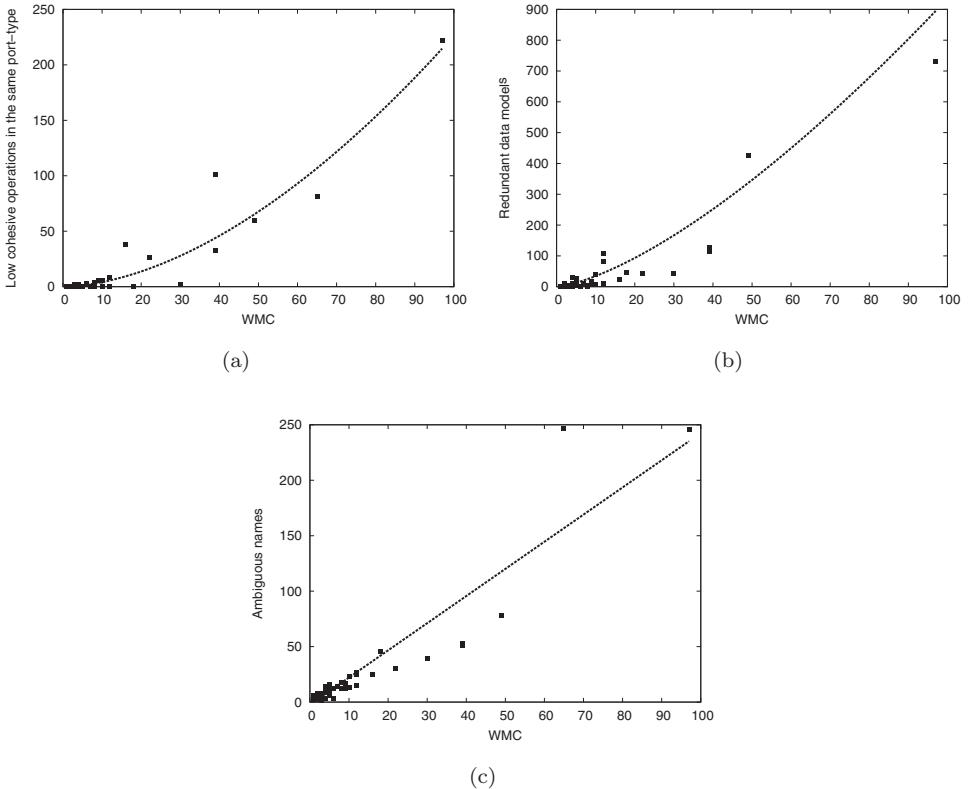 250
200
150
100
50
0
Low cohesive operations in the same port-type
0 10 20 30 40 50 60 70 80 90 100
WMC
(a)
900
800
700
600
500
400
300
200
100
0
Redundant data models
0 10 20 30 40 50 60 70 80 90 100
WMC
(b)
250
200
150
100
50
0
Ambiguous names
0 10 20 30 40 50 60 70 80 90 100
WMC
(c)